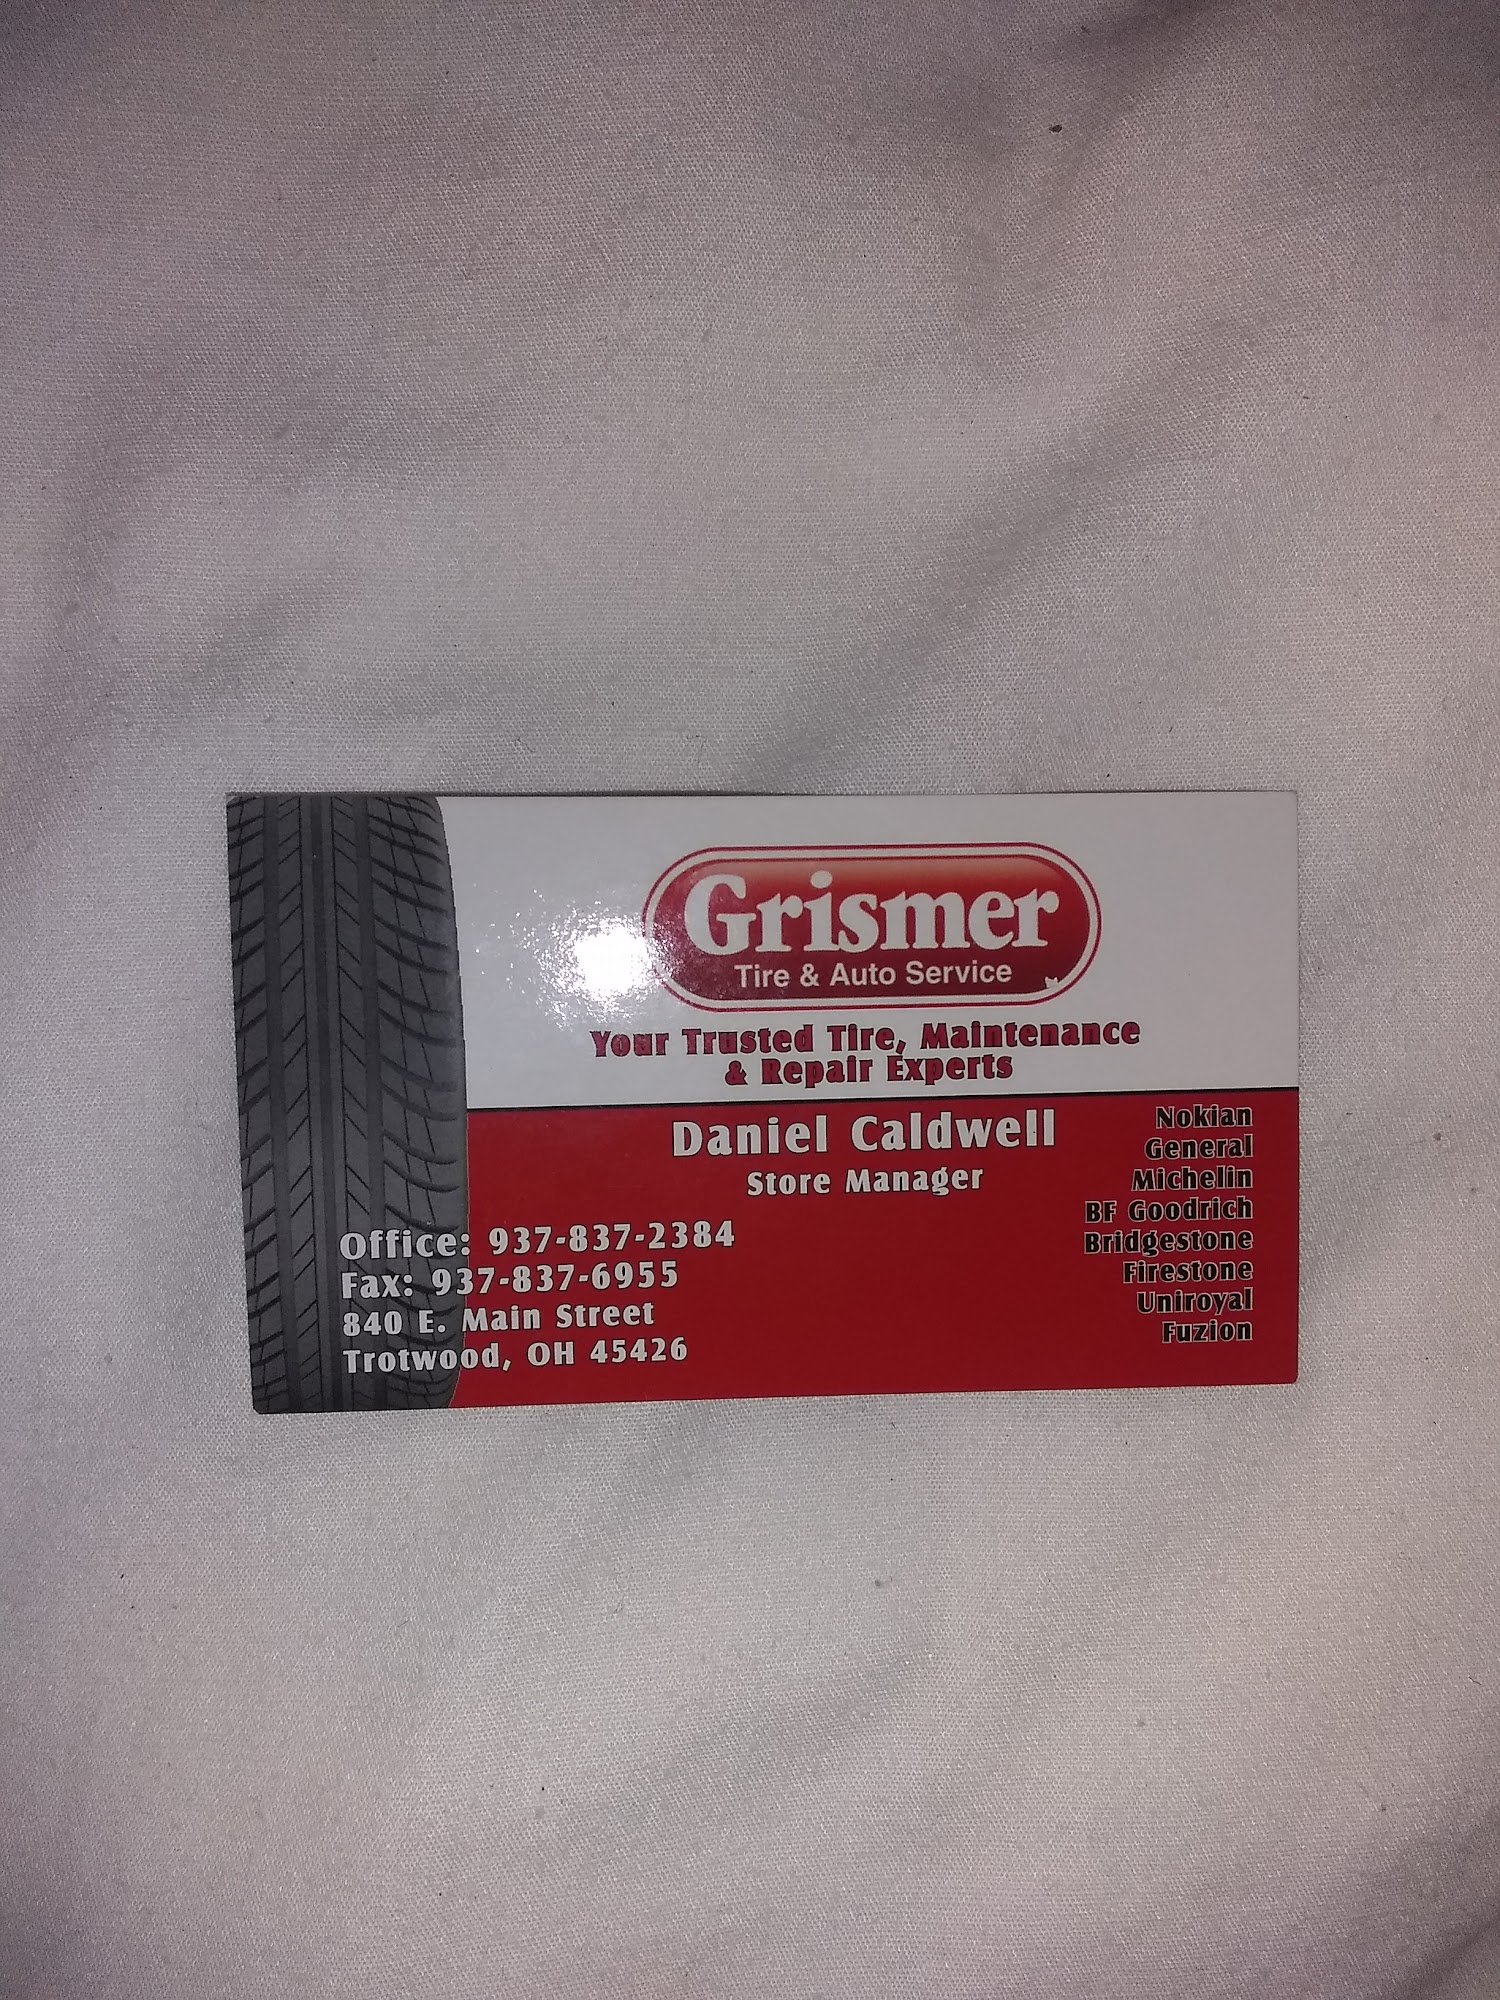 Grismer
Tire & Auto Service
Your Trusted Tire, Maintenance
& Repair Experts
Daniel Caldwell
Store Manager
Office: 937-837-2384
Fax: 937-837-6955
840 E. Main Street
Trotwood, OH 45426
Nokian
General
Michelin
BF Goodrich
Bridgestone
Firestone
Uniroyal
Fuzion